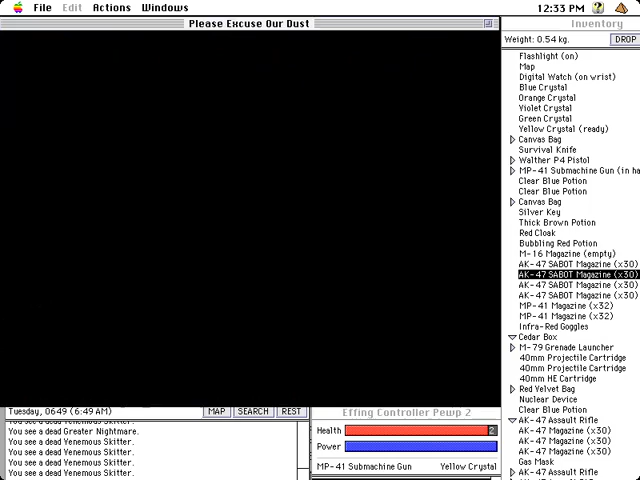 File Edit Actions Windows 12:33 PM
Please Excuse Our Dust
Inventory
Weight: 0.54 kg. DROP
Flashlight (on)
Map
Digital Watch (on wrist)
Blue Crystal
Orange Crystal
Violet Crystal
Green Crystal
Yellow Crystal (ready)
Canvas Bag
Survival Knife
Walther P4 Pistol
MP-41 Submachine Gun (in ha
Clear Blue Potion
Clear Blue Potion
Canvas Bag
Silver Key
Thick Brown Potion
Red Cloak
Bubbling Red Potion
M-16 Magazine (empty)
AK-47 SABOT Magazine (x30)
AK-47 SABOT Magazine (x30)
AK-47 SABOT Magazine (x30)
AK-47 SABOT Magazine (x30)
MP-41 Magazine (x32)
MP-41 Magazine (x32)
Infra-Red Goggles
Cedar Box
M-79 Grenade Launcher
40mm Projectile Cartridge
40mm Projectile Cartridge
40mm HE Cartridge
Red Velvet Bag
Nuclear Device
Clear Blue Potion
AK-47 Assault Rifle
AK-47 Magazine (x30)
AK-47 Magazine (x30)
AK-47 Magazine (x30)
Gas Mask
AK-47 Assault Rifle
Tuesday, 0649 (6:49 AM) MAP SEARCH REST
You see a dead Venemous Skitter.
You see a dead Greater Nightmare.
You see a dead Venemous Skitter.
You see a dead Venemous Skitter.
You see a dead Venemous Skitter.
You see a dead Venemous Skitter.
Effing Controller Pewp 2
Health 2
Power
MP-41 Submachine Gun Yellow Crystal